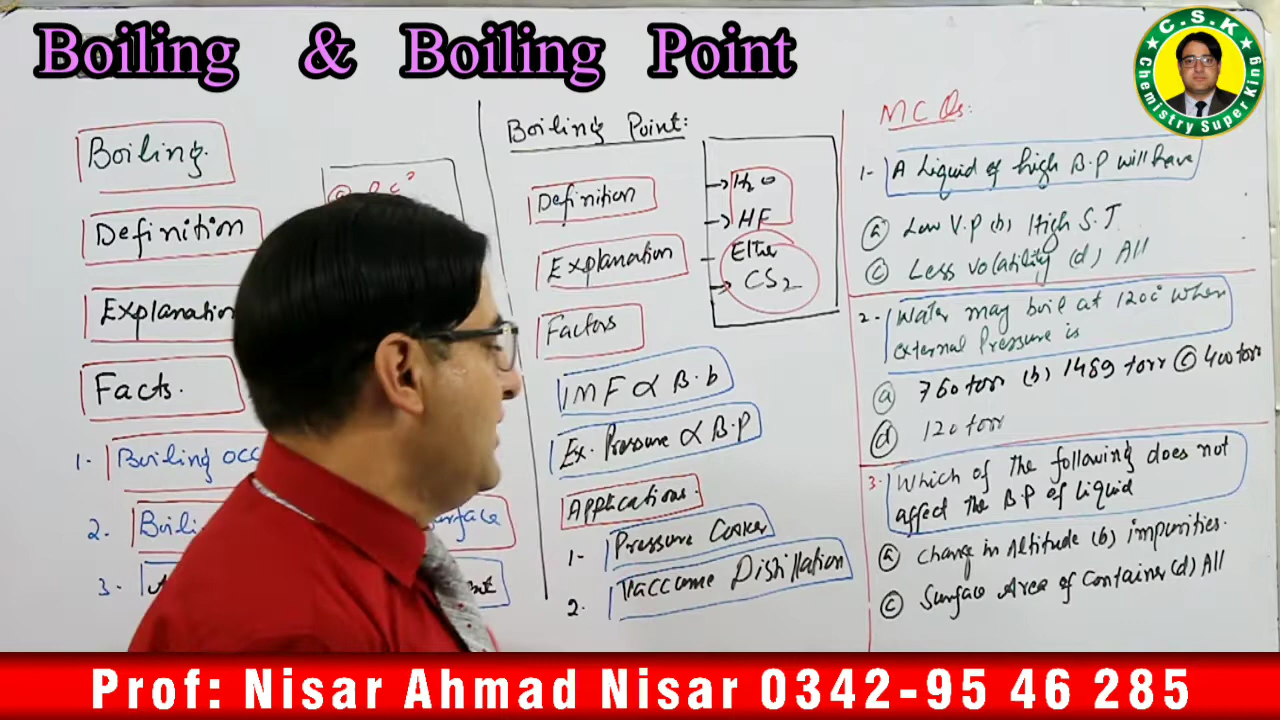 Boiling & Boiling Point
C.S.K
Chemistry Super King
Boiling.
Definition
Explanation
Facts.
1- Boiling occ
2. Boili
urface
3.
Boiling Point:
Definition
Explanation
Factors
IMF α B.b
Ex. Pressure α B.P
Applications.
1- Pressure Cooker
2. Vaccume Distillation
H2O
HF
Ether
CS2
MCQs:
1- A Liquid of high B.P will have
(a) Low V.P (b) High S.T
(c) Less volatility (d) All
2- Water may boil at 120c° when
external Pressure is
(a) 760 torr (b) 1489 torr (c) 400 torr
(d) 120 torr
3. Which of The following does not
affect The B.P of Liquid
(a) Change in Altitude (b) impurities.
(c) Surface Area of Container (d) All
Prof: Nisar Ahmad Nisar 0342-95 46 285